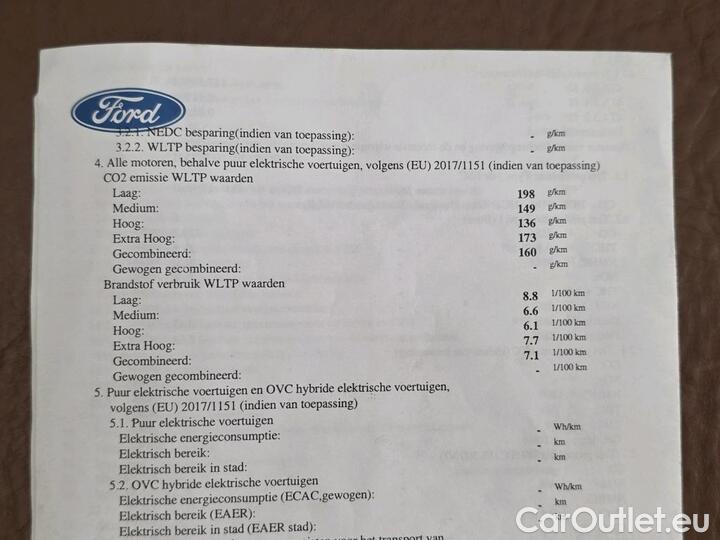 Ford
3.2.1. NEDC besparing(indien van toepassing): - g/km
3.2.2. WLTP besparing(indien van toepassing): - g/km
4. Alle motoren, behalve puur elektrische voertuigen, volgens (EU) 2017/1151 (indien van toepassing)
CO2 emissie WLTP waarden
Laag: 198 g/km
Medium: 149 g/km
Hoog: 136 g/km
Extra Hoog: 173 g/km
Gecombineerd: 160 g/km
Gewogen gecombineerd: - g/km
Brandstof verbruik WLTP waarden
Laag: 8.8 l/100 km
Medium: 6.6 l/100 km
Hoog: 6.1 l/100 km
Extra Hoog: 7.7 l/100 km
Gecombineerd: 7.1 l/100 km
Gewogen gecombineerd: - l/100 km
5. Puur elektrische voertuigen en OVC hybride elektrische voertuigen,
volgens (EU) 2017/1151 (indien van toepassing)
5.1. Puur elektrische voertuigen
Elektrische energieconsumptie: - Wh/km
Elektrisch bereik: - km
Elektrisch bereik in stad: - km
5.2. OVC hybride elektrische voertuigen
Elektrische energieconsumptie (ECAC,gewogen): - Wh/km
Elektrisch bereik (EAER): - km
Elektrisch bereik in stad (EAER stad): -
het transport van
CarOutlet.eu